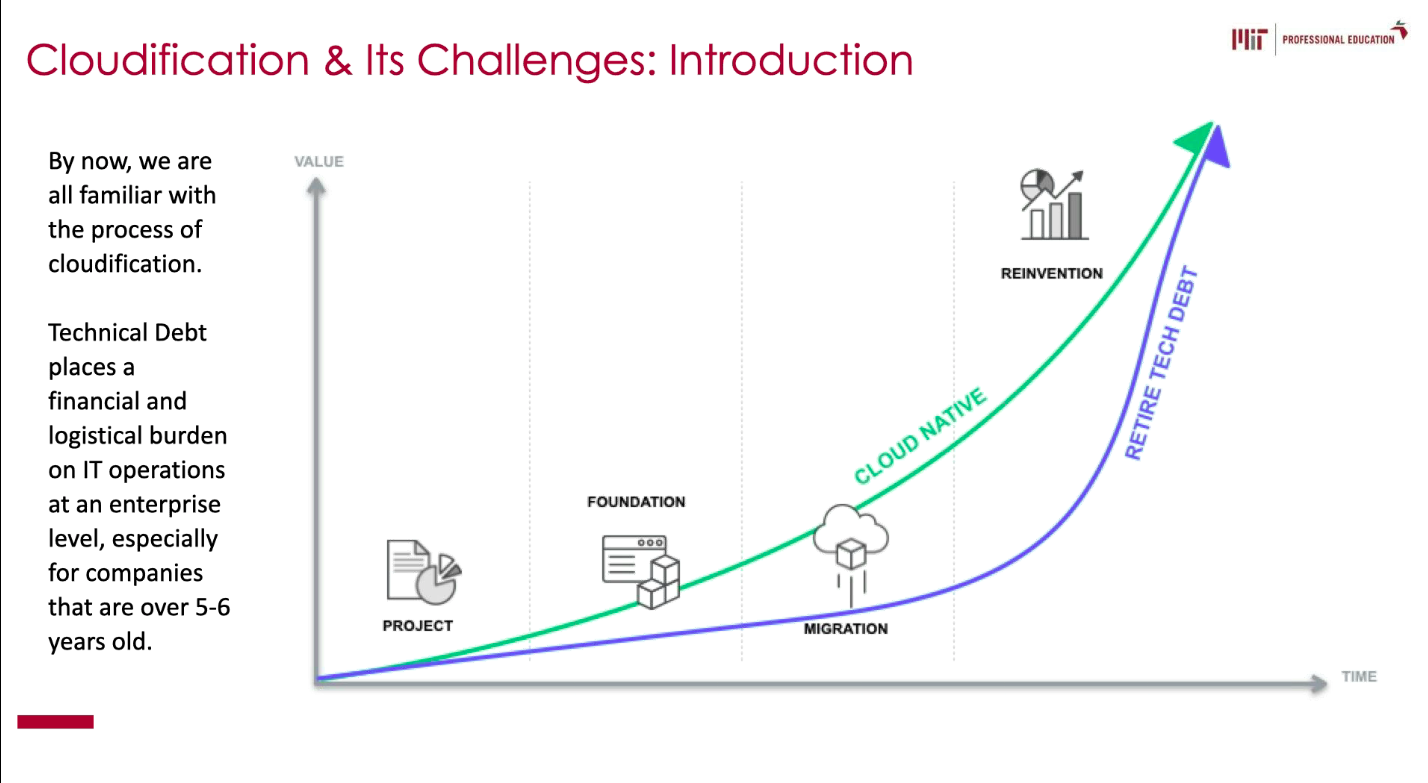 Cloudification & Its Challenges: Introduction
MIT PROFESSIONAL EDUCATION
By now, we are
all familiar with
the process of
cloudification.
Technical Debt
places a
financial and
logistical burden
on IT operations
at an enterprise
level, especially
for companies
that are over 5-6
years old.
VALUE
REINVENTION
RETIRE TECH DEBT
CLOUD NATIVE
FOUNDATION
PROJECT
MIGRATION
TIME